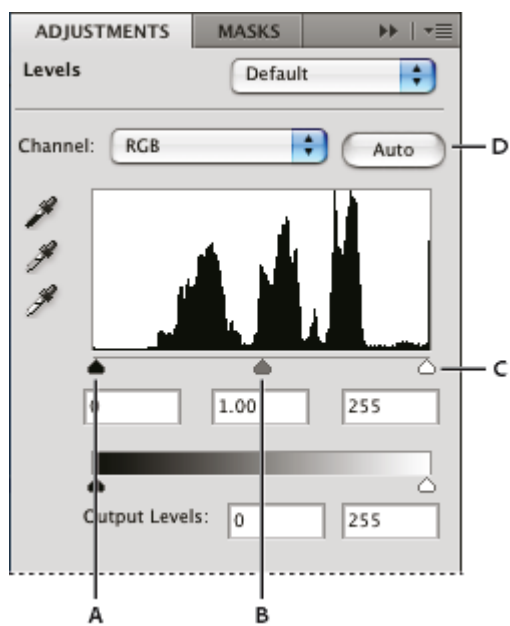 ADJUSTMENTS MASKS
Levels Default
Channel: RGB Auto D
C
0 1.00 255
Output Levels: 0 255
A B